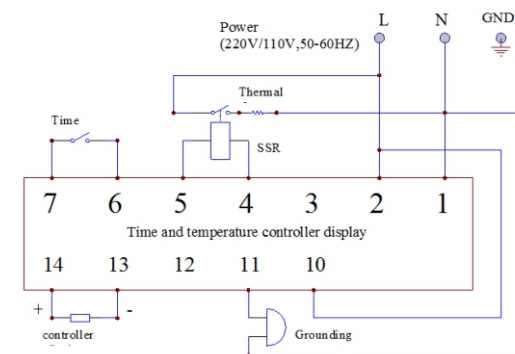 Power L N GND
(220V/110V,50-60HZ)
Thermal
Time
SSR
7 6 5 4 3 2 1
Time and temperature controller display
14 13 12 11 10
+ -
controller
Grounding